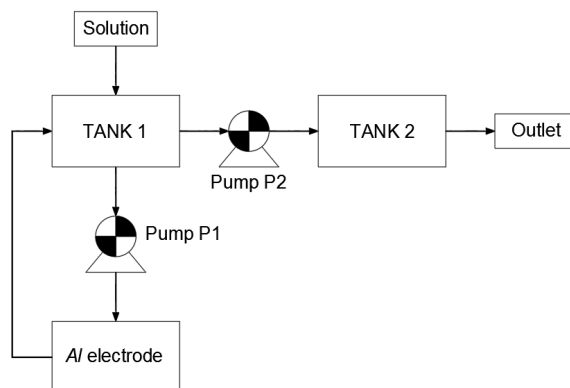 Solution
TANK 1
TANK 2
Outlet
Pump P2
Pump P1
Al electrode